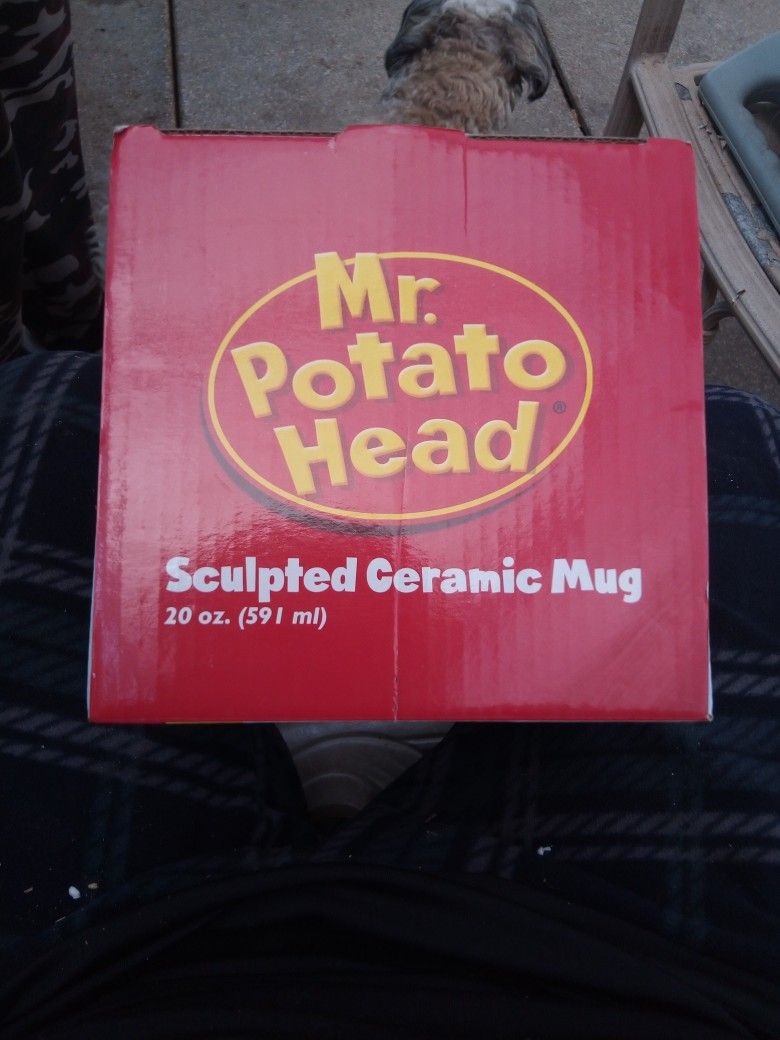 Mr.
Potato
Head®
Sculpted Ceramic Mug
20 oz. (591 ml)